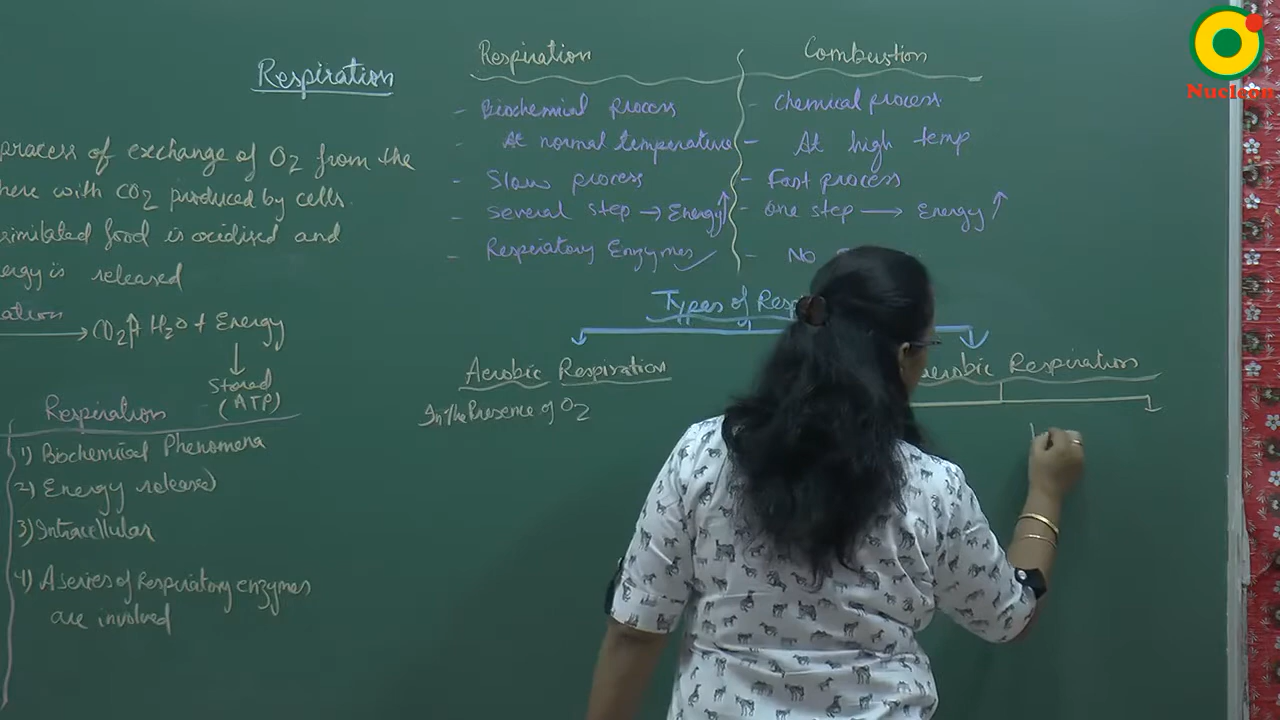 Respiration
process of exchange of O2 from the
here with CO2 produced by cells.
food is oxidised and
is released
CO2↑ H2O + Energy
Stored
(ATP)
Respiration
1) Biochemical Phenomena
2) Energy released
3) Intracellular
4) A series of Respiratory enzymes
are involved
Respiration
- Biochemical process
- At normal temperature
- Slow process
- Several step → Energy↑
- Respiratory Enzymes ✓
Combustion
- Chemical process
- At high temp
- Fast process
- One step → Energy ↑
- No
Types of Resp
Aerobic Respiration
In the Presence of O2
aerobic Respiration
Nucleon